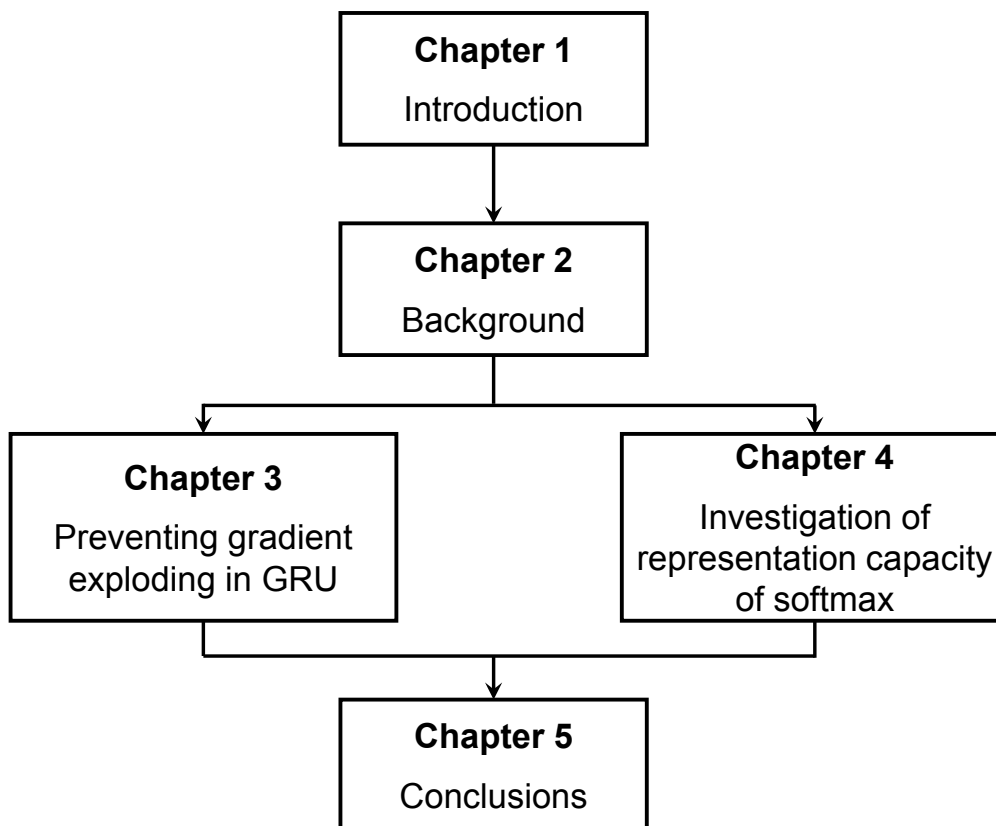 Chapter 1
Introduction
Chapter 2
Background
Chapter 3
Preventing gradient
exploding in GRU
Chapter 4
Investigation of
representation capacity
of softmax
Chapter 5
Conclusions